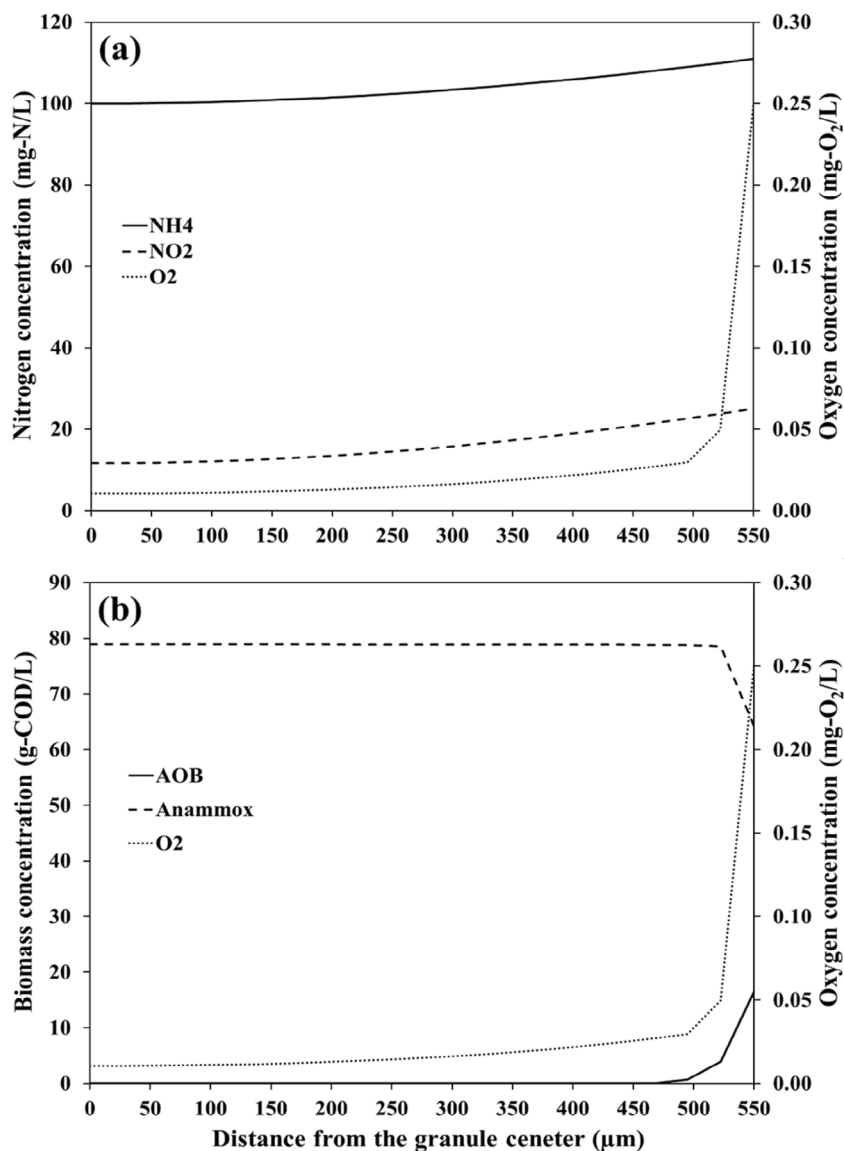 (a)
Nitrogen concentration (mg-N/L)
120
100
80
60
40
20
0
NH4
NO2
O2
0.30
0.25
0.20
0.15
0.10
0.05
0.00
Oxygen concentration (mg-O2/L)
0 50 100 150 200 250 300 350 400 450 500 550
(b)
Biomass concentration (g-COD/L)
90
80
70
60
50
40
30
20
10
0
AOB
Anammox
O2
0.30
0.25
0.20
0.15
0.10
0.05
0.00
Oxygen concentration (mg-O2/L)
0 50 100 150 200 250 300 350 400 450 500 550
Distance from the granule ceneter (µm)